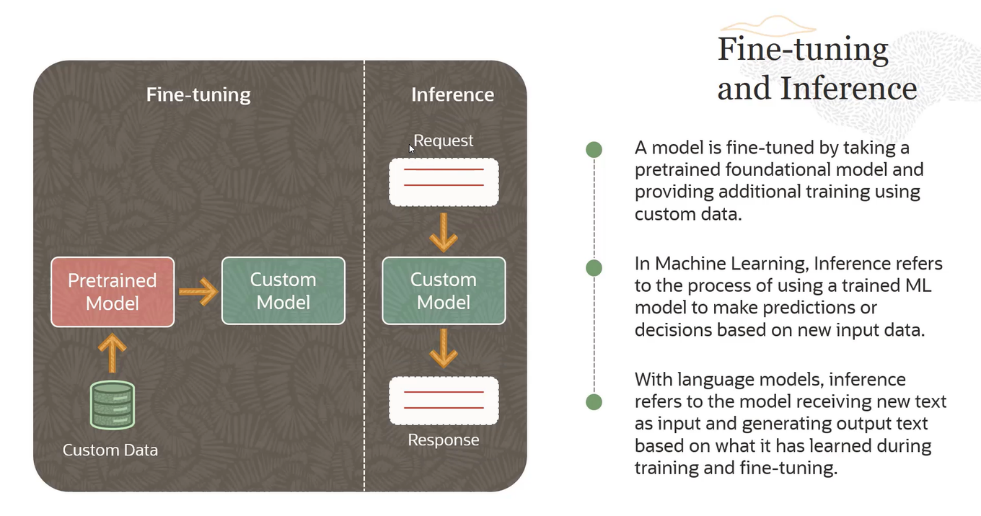 Fine-tuning
and Inference
Fine-tuning
Inference
Request
Pretrained
Model
Custom
Model
Custom
Model
Custom Data
Response
A model is fine-tuned by taking a
pretrained foundational model and
providing additional training using
custom data.
In Machine Learning, Inference refers
to the process of using a trained ML
model to make predictions or
decisions based on new input data.
With language models, inference
refers to the model receiving new text
as input and generating output text
based on what it has learned during
training and fine-tuning.